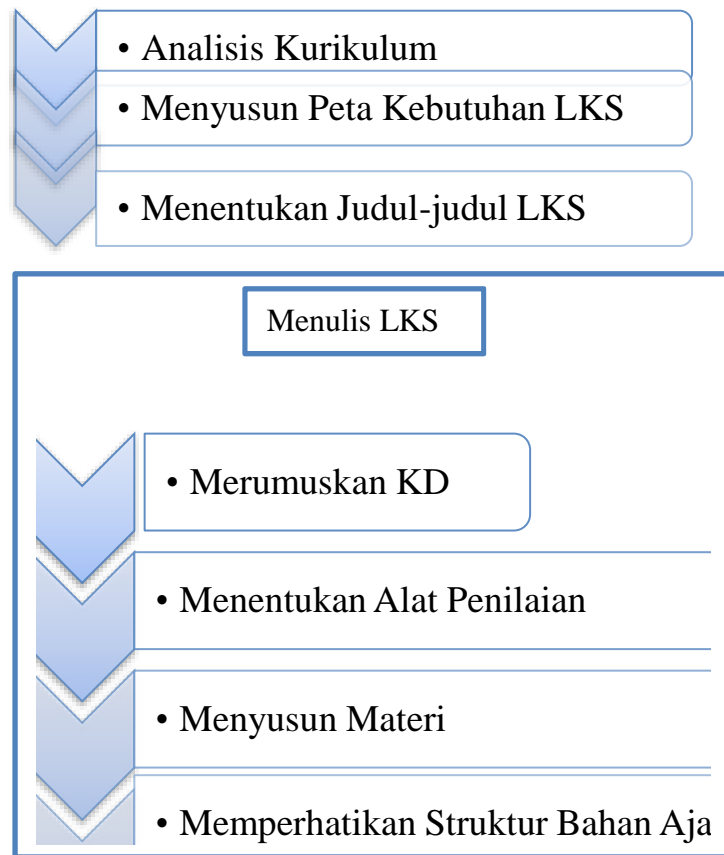 • Analisis Kurikulum
• Menyusun Peta Kebutuhan LKS
• Menentukan Judul-judul LKS
Menulis LKS
• Merumuskan KD
• Menentukan Alat Penilaian
• Menyusun Materi
• Memperhatikan Struktur Bahan Aja